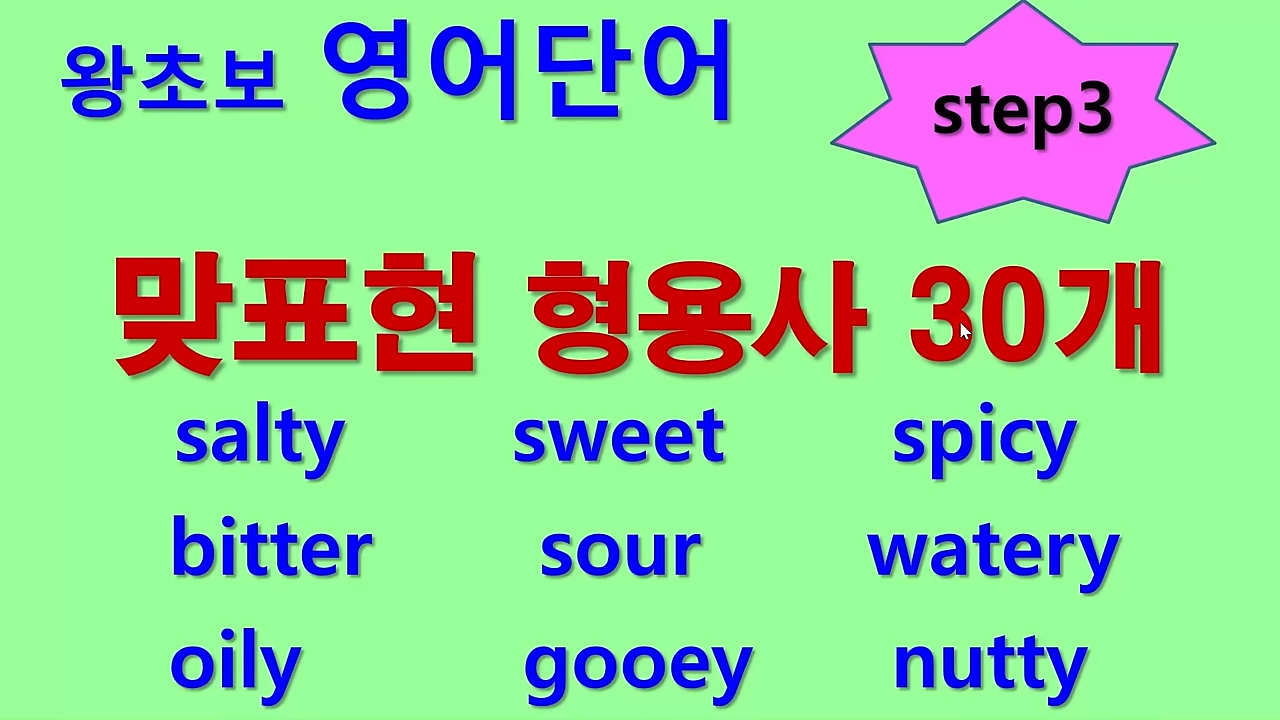 왕초보 영어단어
step3
맞표현 형용사 30개
salty sweet spicy
bitter sour watery
oily gooey nutty